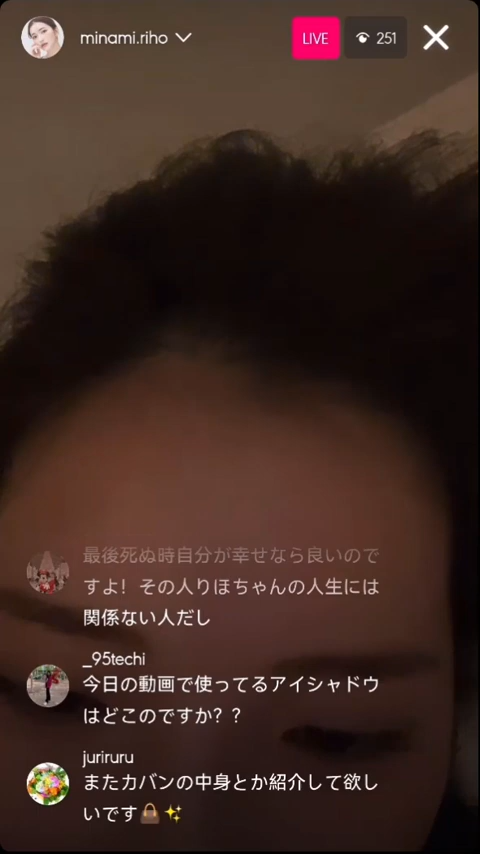 minami.riho
LIVE
251
最後死ぬ時自分が幸せなら良いので
すよ！その人りほちゃんの人生には
関係ない人だし
_95techi
今日の動画で使ってるアイシャドウ
はどこのですか？？
juriruru
またカバンの中身とか紹介して欲し
いです👜✨